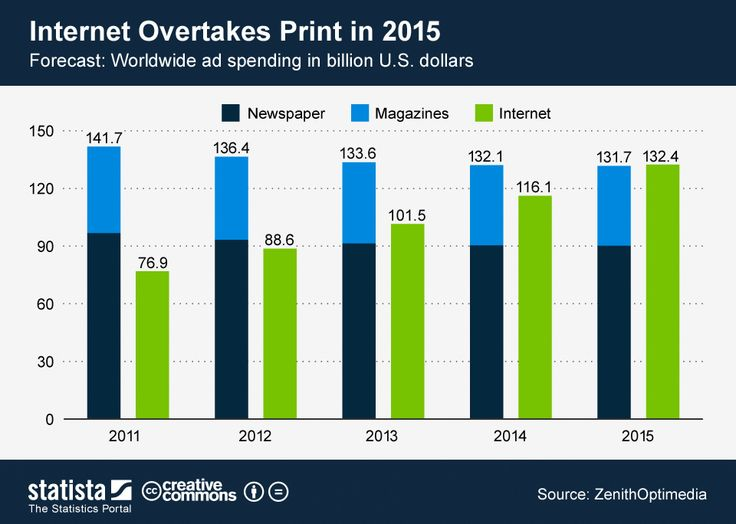 Internet Overtakes Print in 2015
Forecast: Worldwide ad spending in billion U.S. dollars
Newspaper Magazines Internet
150
120
90
60
30
0
141.7
76.9
136.4
88.6
133.6
101.5
132.1
116.1
131.7
132.4
2011 2012 2013 2014 2015
statista
The Statistics Portal
cc creative commons
Source: ZenithOptimedia